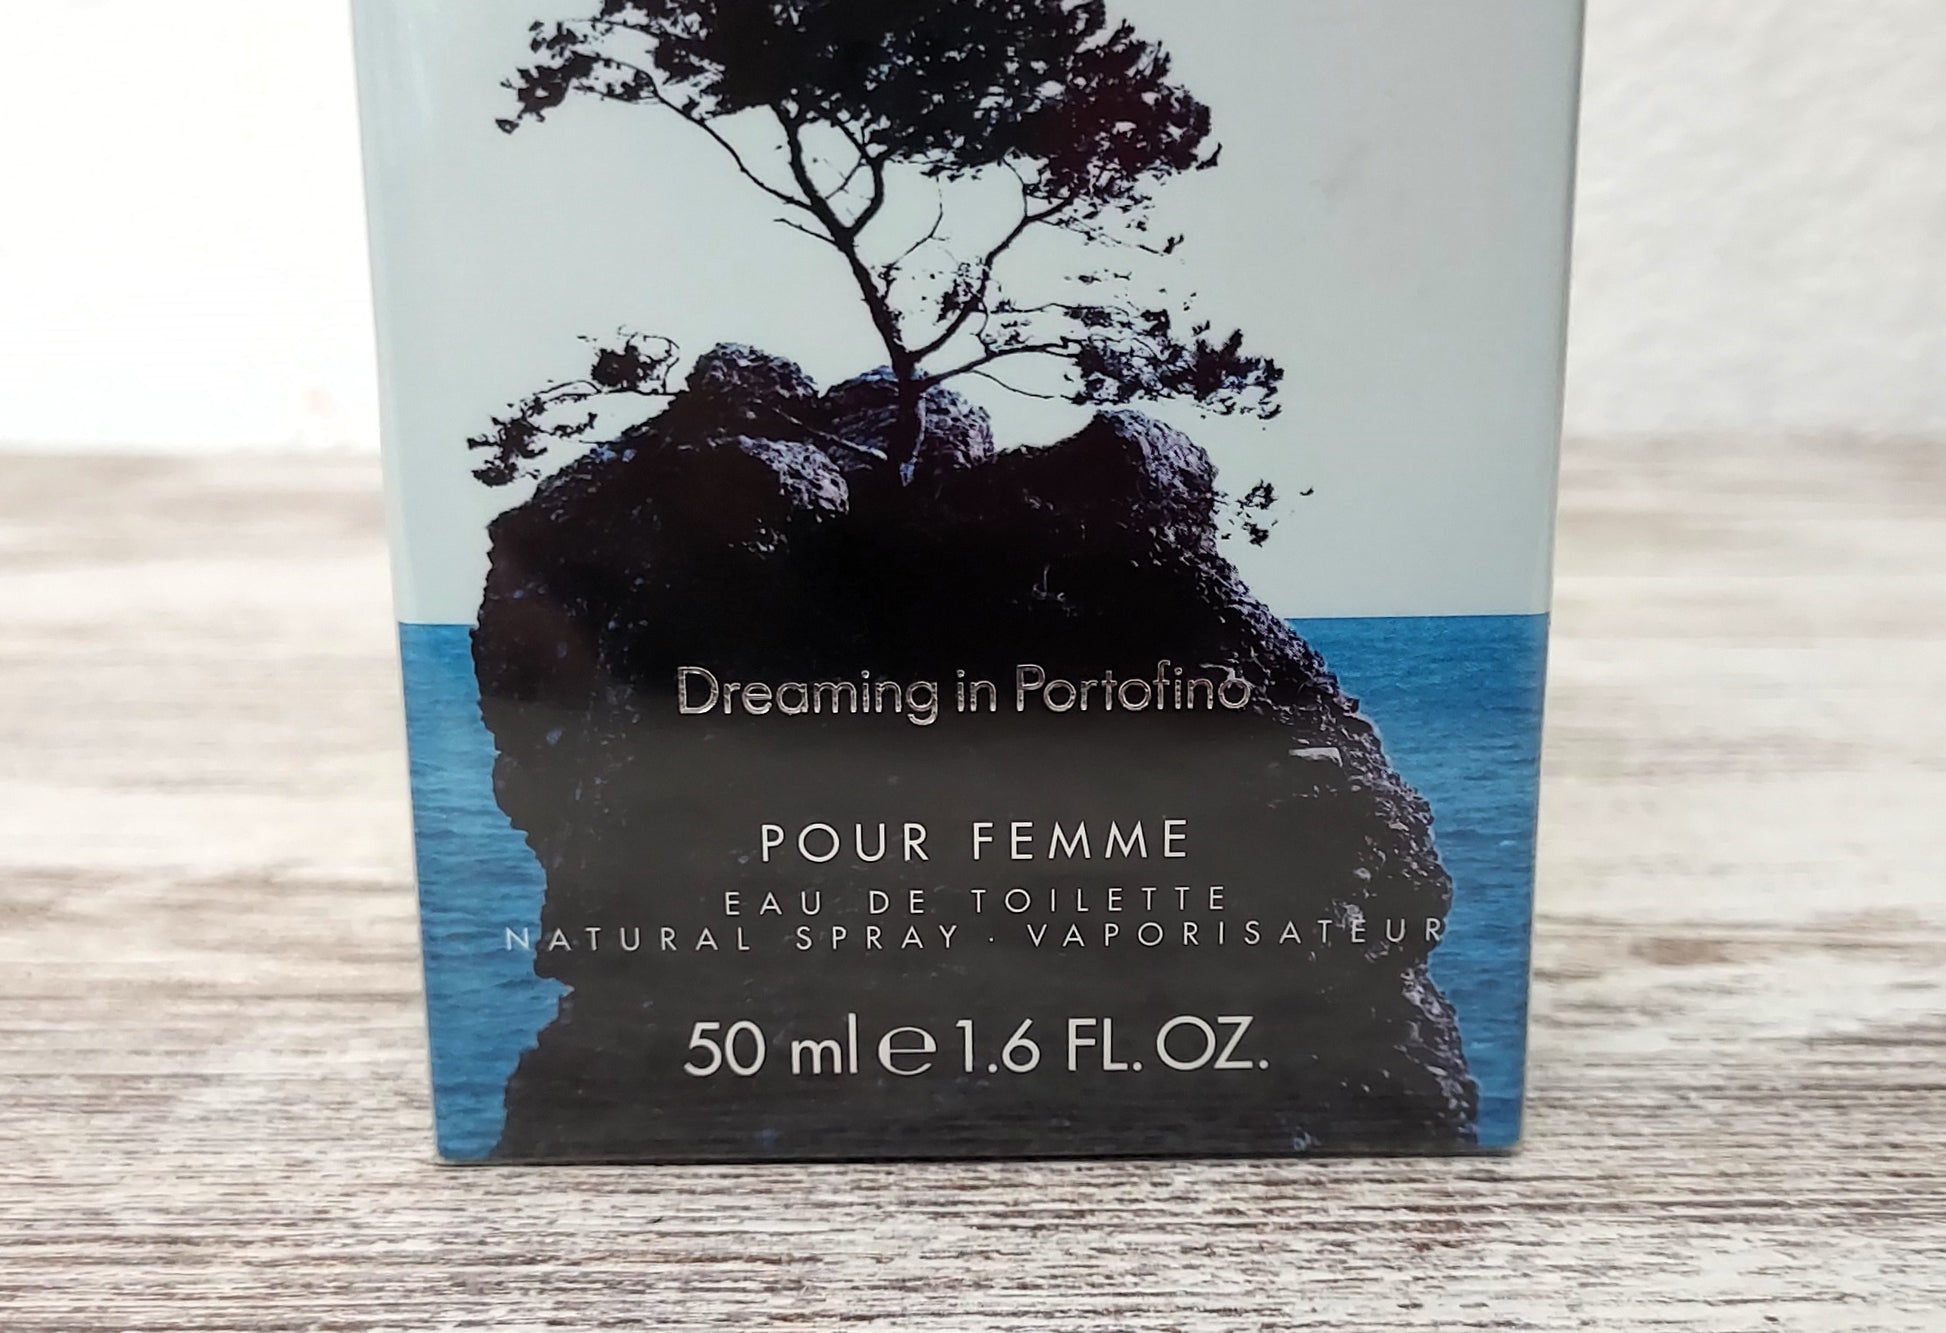 Dreaming in Portofino
POUR FEMME
EAU DE TOILETTE
NATURAL SPRAY · VAPORISATEUR
50 ml ℮ 1.6 FL. OZ.